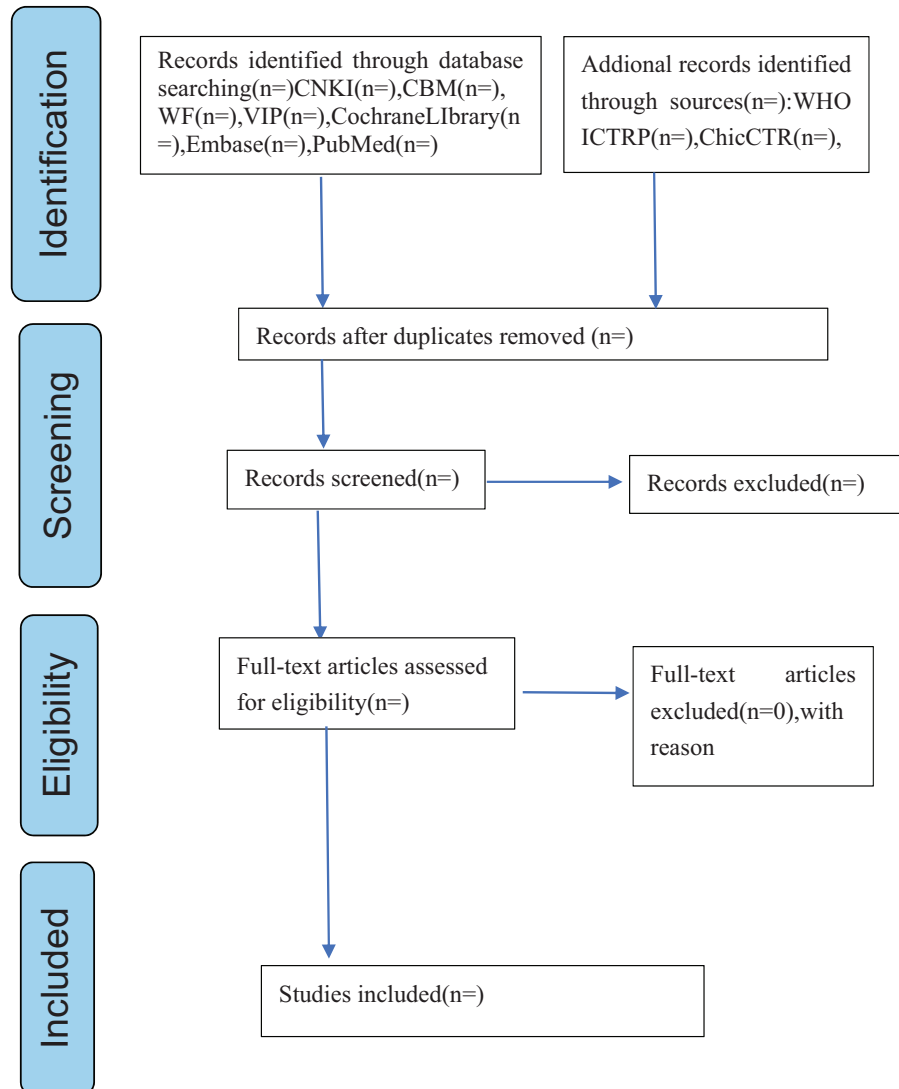 Identification
Records identified through database
searching(n=)CNKI(n=),CBM(n=),
WF(n=),VIP(n=),CochraneLIbrary(n
=),Embase(n=),PubMed(n=)
Addional records identified
through sources(n=):WHO
ICTRP(n=),ChicCTR(n=),
Records after duplicates removed (n=)
Screening
Records screened(n=)
Records excluded(n=)
Eligibility
Full-text articles assessed
for eligibility(n=)
Full-text articles
excluded(n=0),with
reason
Included
Studies included(n=)